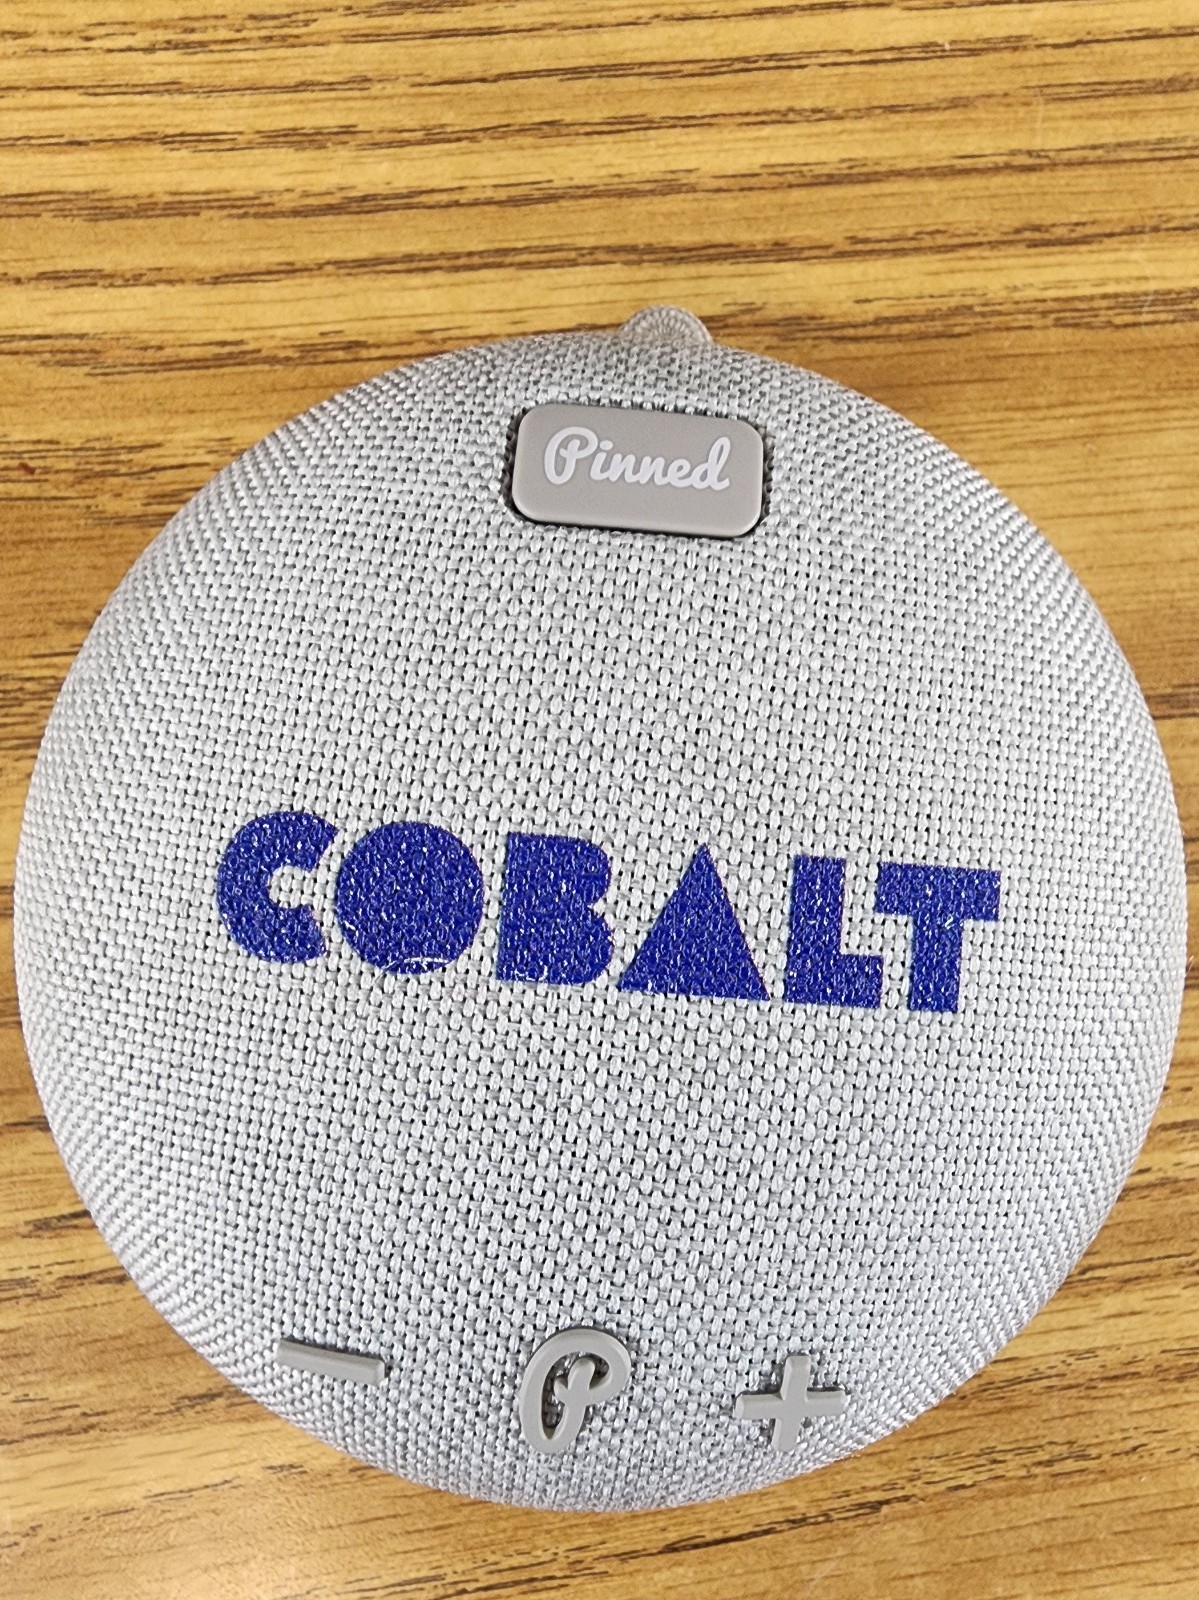 Pinned
COBALT
- P +